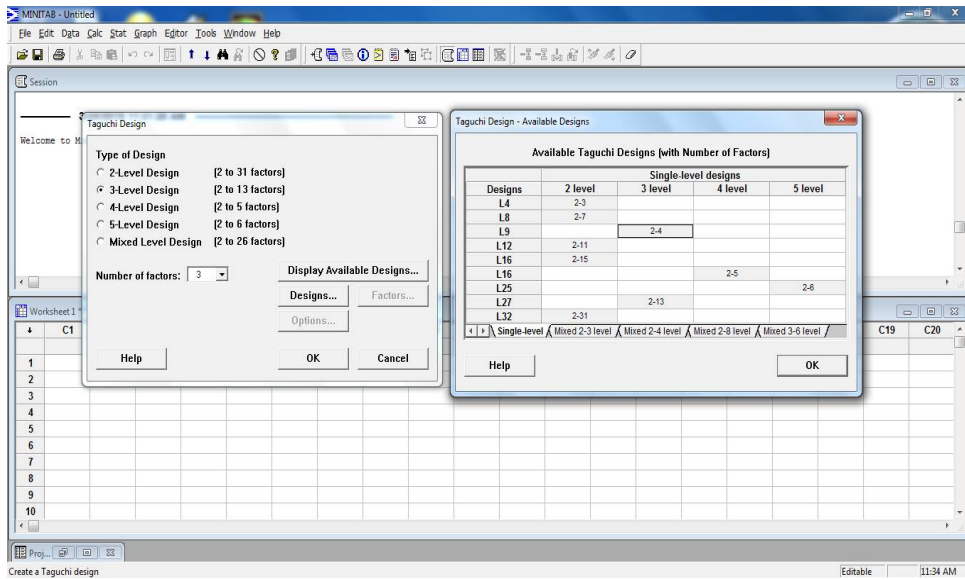 MINITAB - Untitled
File Edit Data Calc Stat Graph Editor Tools Window Help
Session
Welcome to M
Taguchi Design
Type of Design
2-Level Design (2 to 31 factors)
3-Level Design (2 to 13 factors)
4-Level Design (2 to 5 factors)
5-Level Design (2 to 6 factors)
Mixed Level Design (2 to 26 factors)
Number of factors: 3
Display Available Designs...
Designs... Factors...
Options...
Help OK Cancel
Taguchi Design - Available Designs
Available Taguchi Designs (with Number of Factors)
Single-level designs
Designs 2 level 3 level 4 level 5 level
L4 2-3
L8 2-7
L9 2-4
L12 2-11
L16 2-15
L16 2-5
L25 2-6
L27 2-13
L32 2-31
Single-level Mixed 2-3 level Mixed 2-4 level Mixed 2-8 level Mixed 3-6 level
Help OK
Worksheet 1 *
C1 C19 C20
1
2
3
4
5
6
7
8
9
10
Proj...
Create a Taguchi design Editable 11:34 AM